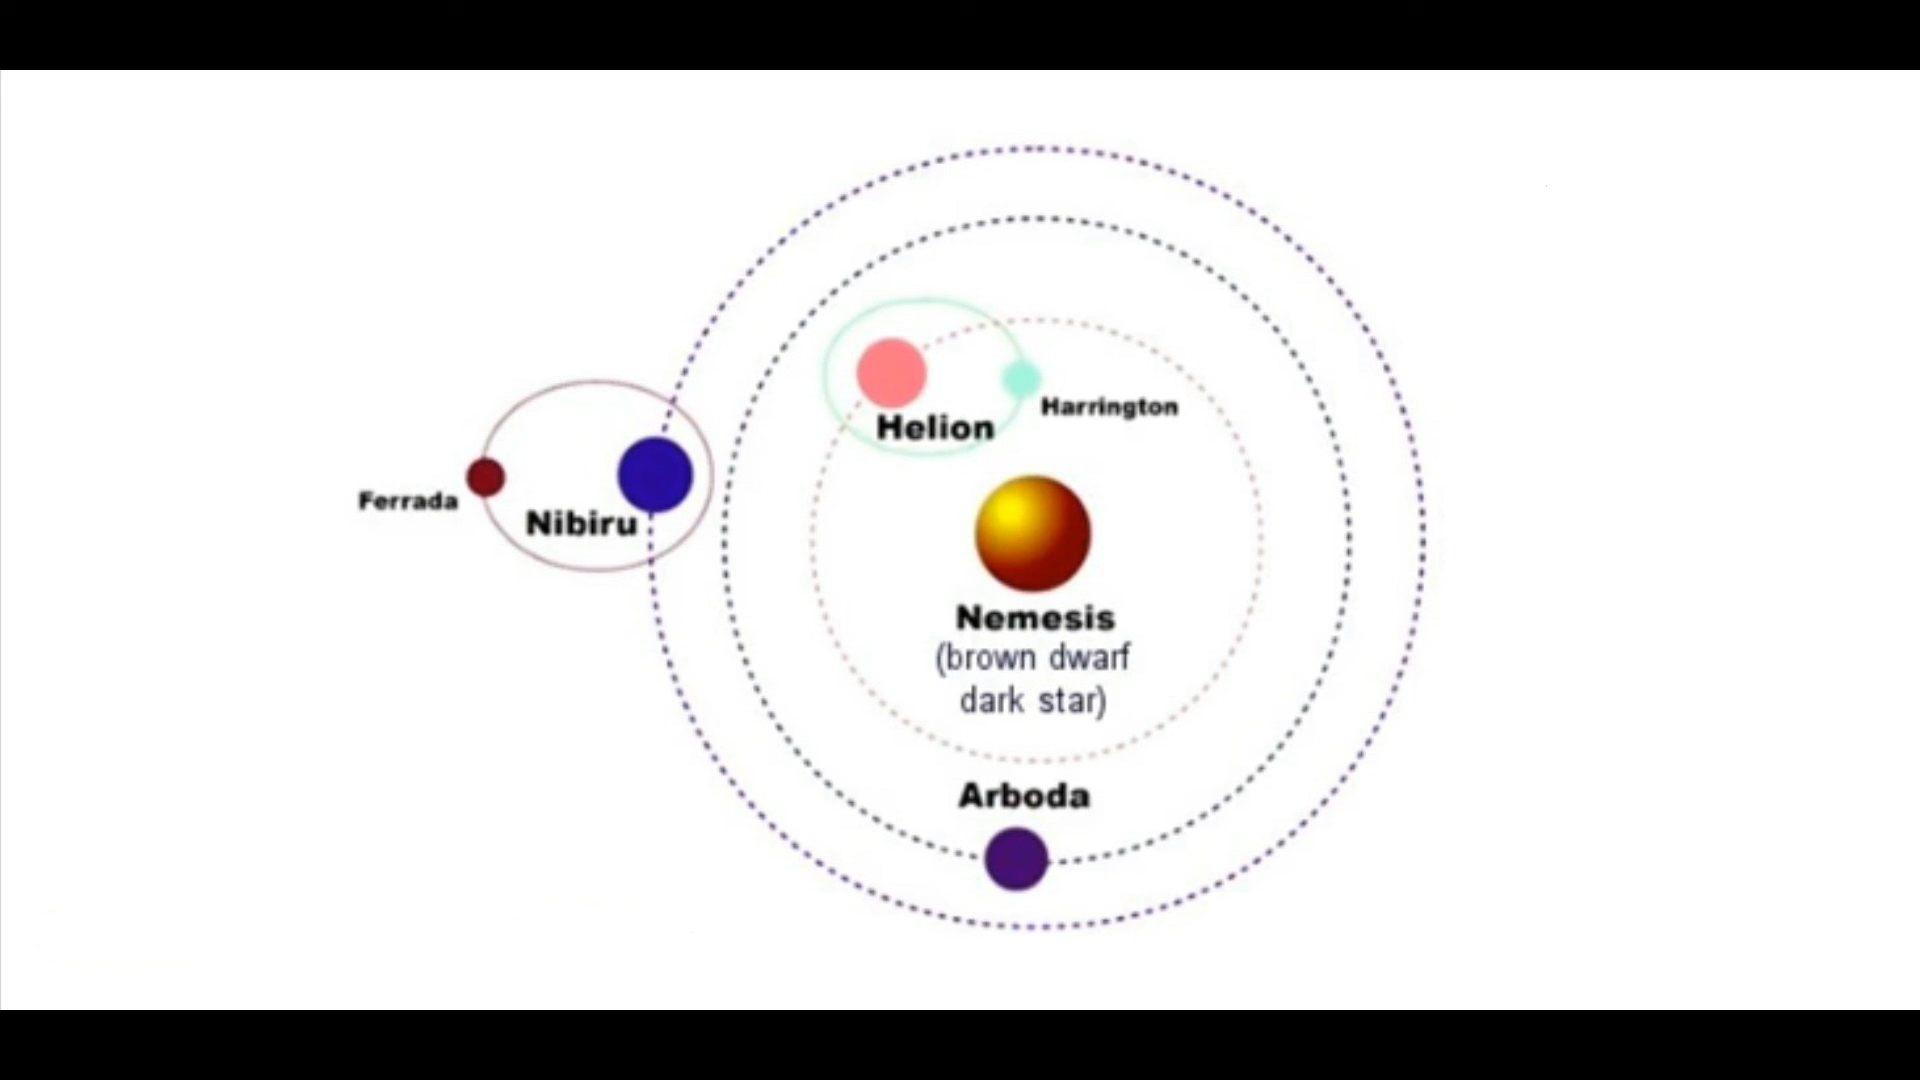 Helion
Harrington
Ferrada
Nibiru
Nemesis
(brown dwarf
dark star)
Arboda